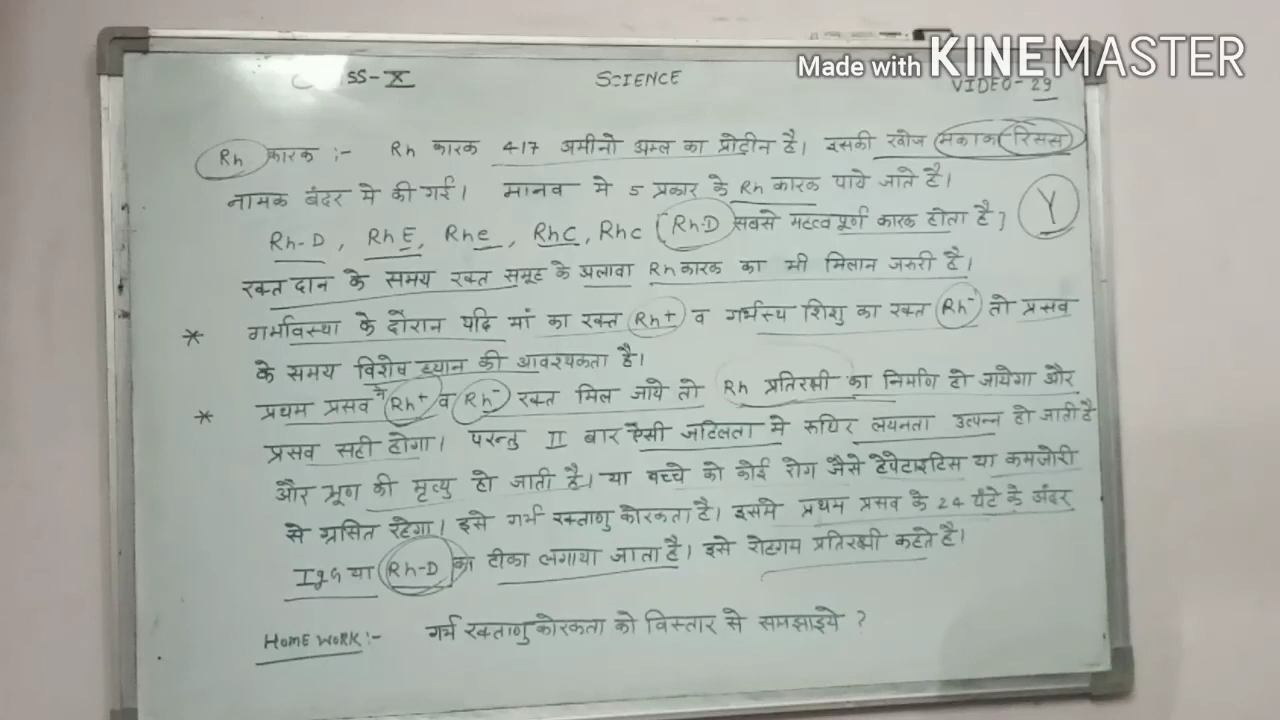 Made with KINEMASTER
C SS-X SCIENCE VIDEO-29
Rh कारक :- Rh कारक 417 अमीनो अम्ल का प्रोटीन है। इसकी खोज मकाका रिसस
नामक बंदर मे की गई। मानव मे 5 प्रकार के Rh कारक पाये जाते है।
Rh-D, Rh E, Rh e, Rh C, Rh c (Rh-D सबसे महत्वपूर्ण कारक होता है) Y
रक्त दान के समय रक्त समूह के अलावा Rh कारक का भी मिलान जरुरी है।
* गर्भावस्था के दौरान यदि मां का रक्त Rh+ व गर्भस्थ शिशु का रक्त Rh- तो प्रसव
के समय विशेष ध्यान की आवश्यकता है।
* प्रथम प्रसव मे Rh+ व Rh- रक्त मिल जाये तो Rh प्रतिरक्षी का निर्माण हो जायेगा और
प्रसव सही होगा। परन्तु II बार ऐसी जटिलता मे रुधिर लयनता उत्पन्न हो जाती है
और भ्रूण की मृत्यु हो जाती है। या बच्चे को कोई रोग जैसे हेपेटाइटिस या कमजोरी
से ग्रसित रहेगा। इसे गर्भ रक्ताणु कोरकता है। इसमे प्रथम प्रसव के 24 घंटे के अंदर
IgG या Rh-D का टीका लगाया जाता है। इसे रोहगम प्रतिरक्षी कहते है।
HOME WORK :- गर्भ रक्ताणु कोरकता को विस्तार से समझाइये ?